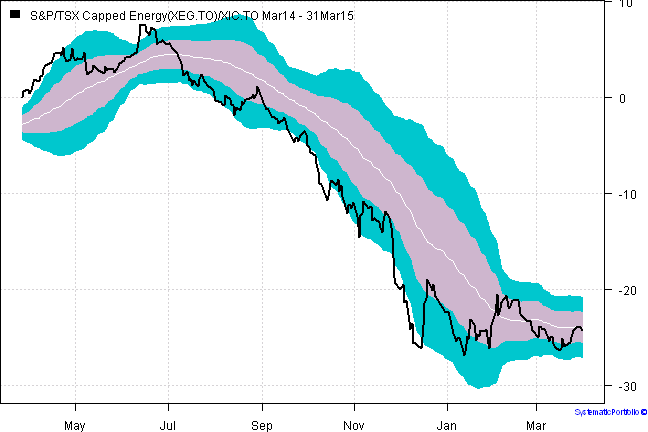 S&P/TSX Capped Energy(XEG.TO)/XIC.TO Mar14 - 31Mar15
10
0
-10
-20
-30
May Jul Sep Nov Jan Mar
SystematicPortfolio ©